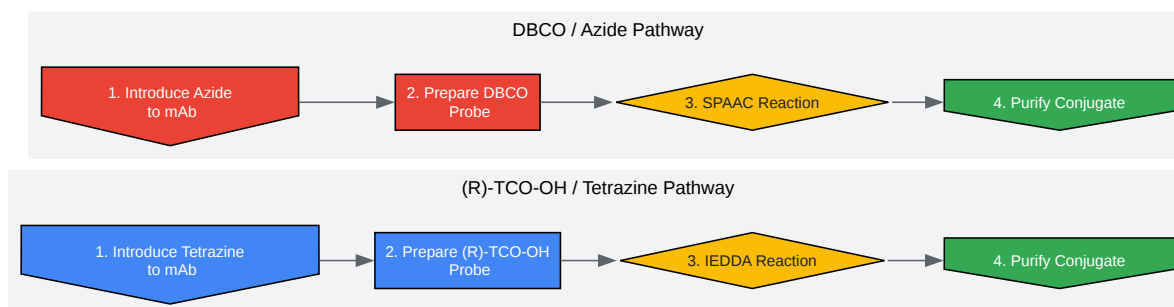 DBCO / Azide Pathway
1. Introduce Azide
to mAb
2. Prepare DBCO
Probe
3. SPAAC Reaction
4. Purify Conjugate
(R)-TCO-OH / Tetrazine Pathway
1. Introduce Tetrazine
to mAb
2. Prepare (R)-TCO-OH
Probe
3. IEDDA Reaction
4. Purify Conjugate